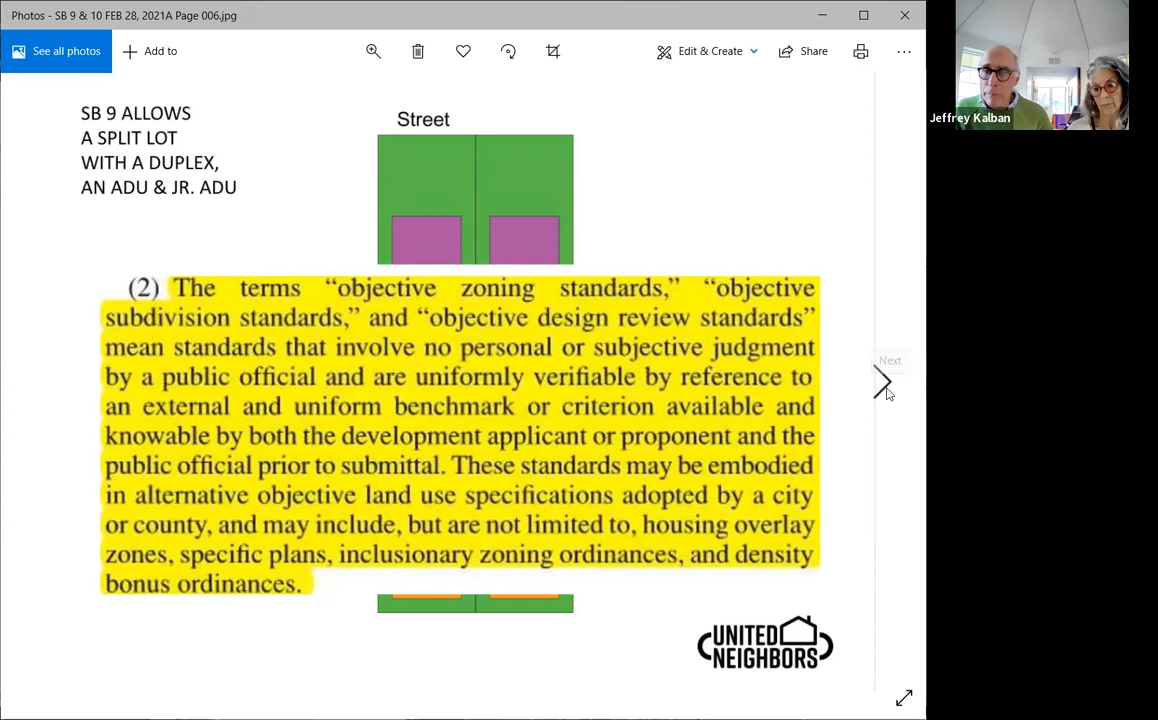 Photos - SB 9 & 10 FEB 28, 2021A Page 006.jpg
See all photos
Add to
Edit & Create
Share
Jeffrey Kalban
SB 9 ALLOWS
A SPLIT LOT
WITH A DUPLEX,
AN ADU & JR. ADU
Street
(2) The terms “objective zoning standards,” “objective
subdivision standards,” and “objective design review standards”
mean standards that involve no personal or subjective judgment
by a public official and are uniformly verifiable by reference to
an external and uniform benchmark or criterion available and
knowable by both the development applicant or proponent and the
public official prior to submittal. These standards may be embodied
in alternative objective land use specifications adopted by a city
or county, and may include, but are not limited to, housing overlay
zones, specific plans, inclusionary zoning ordinances, and density
bonus ordinances.
Next
UNITED
NEIGHBORS